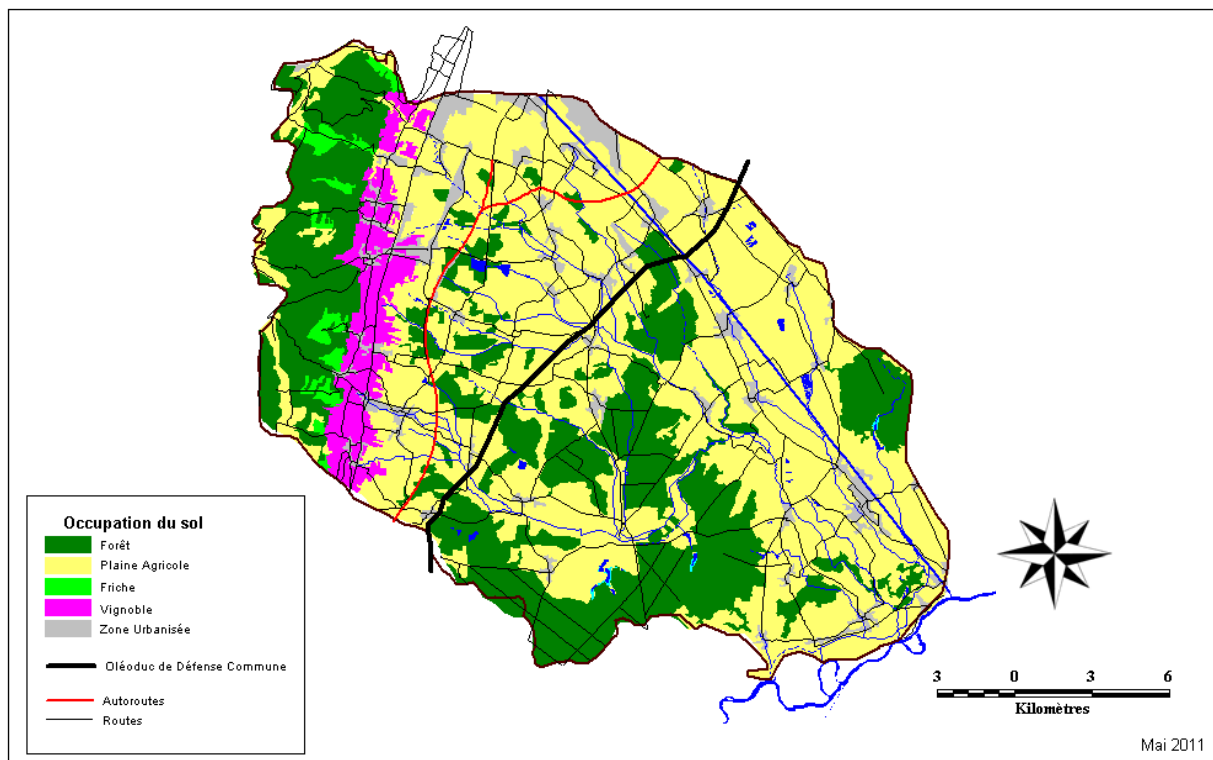 Occupation du sol
Forêt
Plaine Agricole
Friche
Vignoble
Zone Urbanisée
Oléoduc de Défense Commune
Autoroutes
Routes
3 0 3 6
Kilomètres
Mai 2011